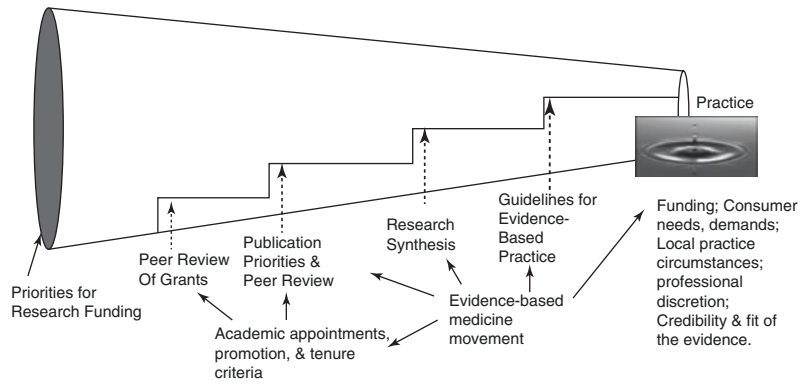 Practice
Funding; Consumer
needs, demands;
Local practice
circumstances;
professional
discretion;
Credibility & fit of
the evidence.
Guidelines for
Evidence-
Based
Practice
Research
Synthesis
Publication
Priorities &
Peer Review
Peer Review
Of Grants
Priorities for
Research Funding
Evidence-based
medicine
movement
Academic appointments,
promotion, & tenure
criteria